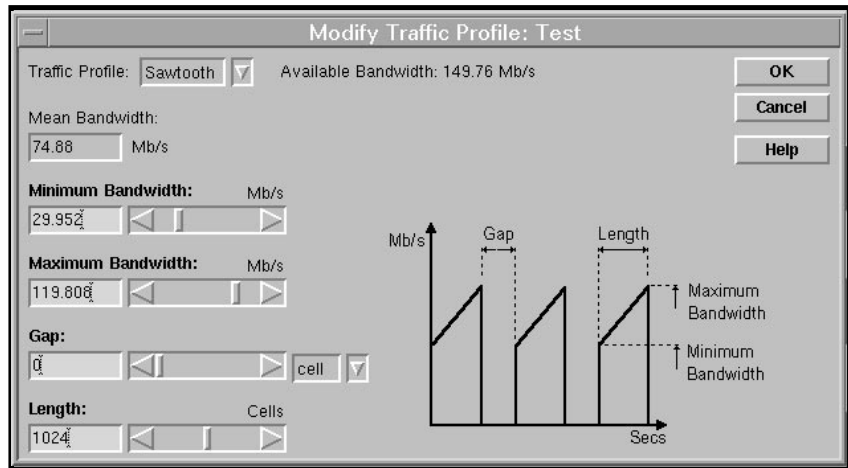 Modify Traffic Profile: Test
Traffic Profile: Sawtooth Available Bandwidth: 149.76 Mb/s
OK
Cancel
Help
Mean Bandwidth:
74.88 Mb/s
Minimum Bandwidth: Mb/s
29.952
Maximum Bandwidth: Mb/s
119.808
Gap:
0 cell
Length: Cells
1024
Mb/s
Gap
Length
Maximum
Bandwidth
Minimum
Bandwidth
Secs